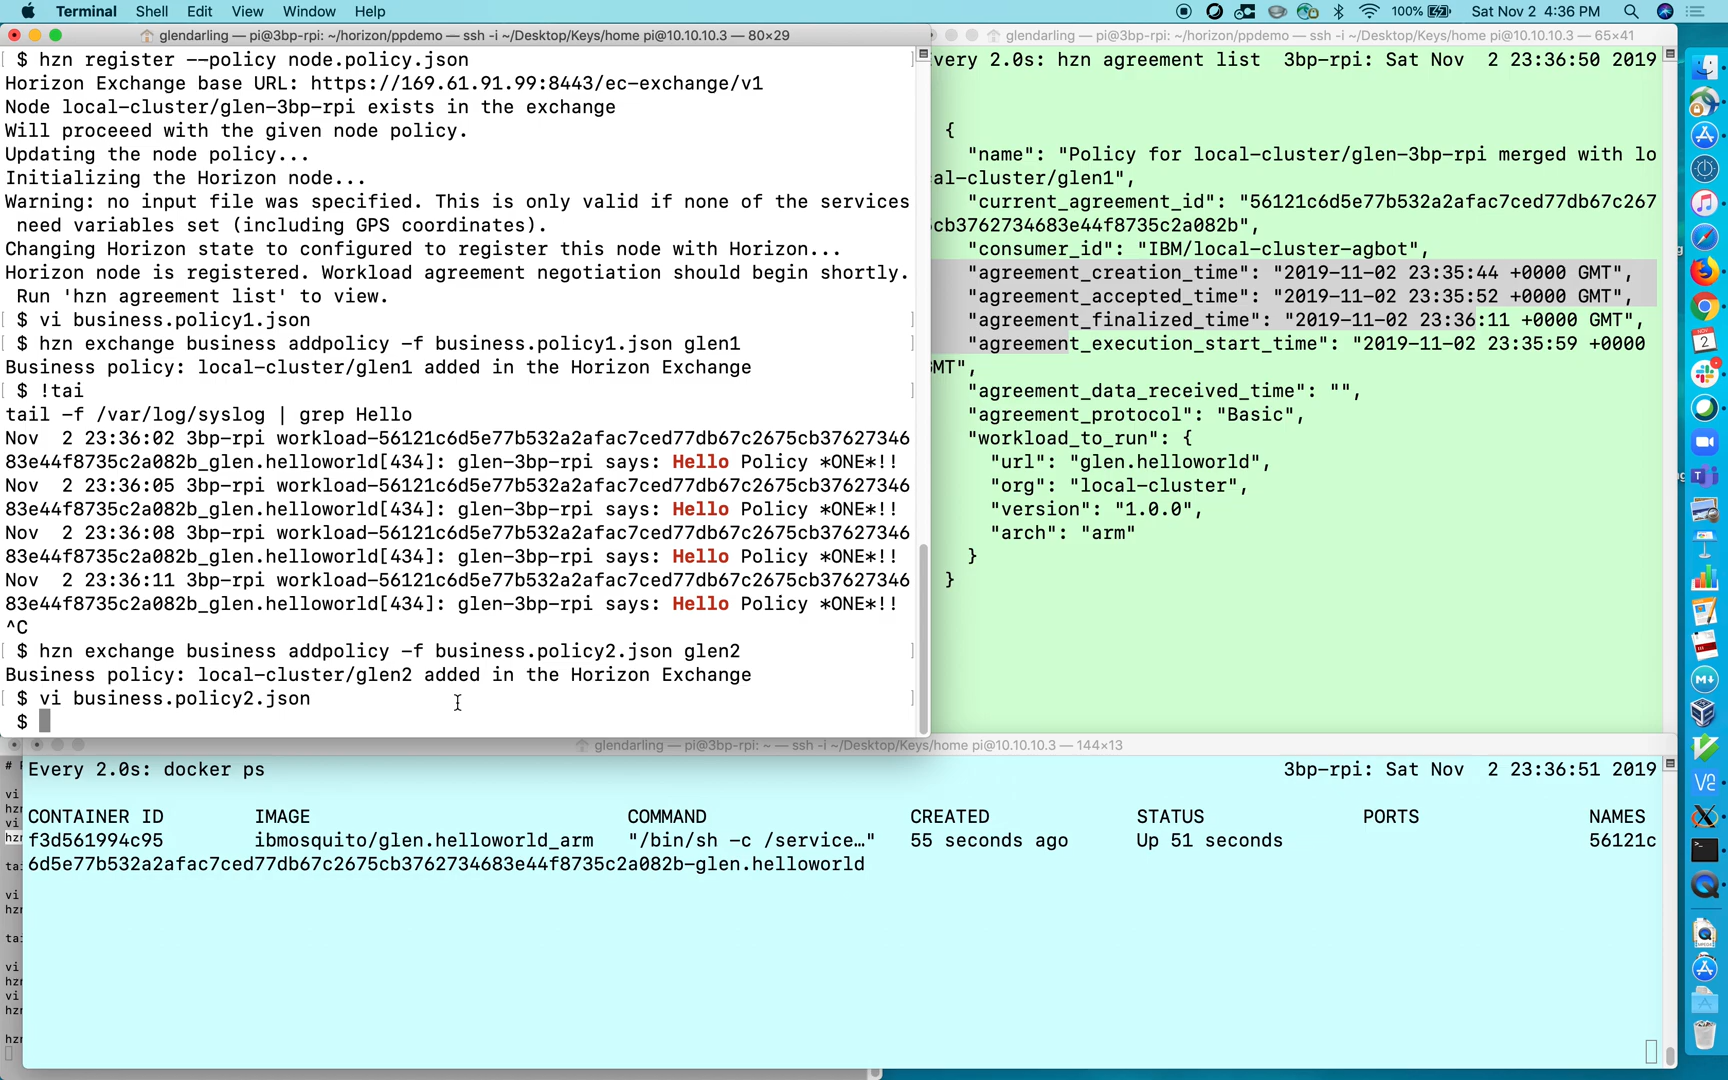 Terminal Shell Edit View Window Help
100% Sat Nov 2 4:36 PM
glendarling — pi@3bp-rpi: ~/horizon/ppdemo — ssh -i ~/Desktop/Keys/home pi@10.10.10.3 — 80×29
$ hzn register --policy node.policy.json
Horizon Exchange base URL: https://169.61.91.99:8443/ec-exchange/v1
Node local-cluster/glen-3bp-rpi exists in the exchange
Will proceeed with the given node policy.
Updating the node policy...
Initializing the Horizon node...
Warning: no input file was specified. This is only valid if none of the services
need variables set (including GPS coordinates).
Changing Horizon state to configured to register this node with Horizon...
Horizon node is registered. Workload agreement negotiation should begin shortly.
Run 'hzn agreement list' to view.
$ vi business.policy1.json
$ hzn exchange business addpolicy -f business.policy1.json glen1
Business policy: local-cluster/glen1 added in the Horizon Exchange
$ !tai
tail -f /var/log/syslog | grep Hello
Nov  2 23:36:02 3bp-rpi workload-56121c6d5e77b532a2afac7ced77db67c2675cb37627346
83e44f8735c2a082b_glen.helloworld[434]: glen-3bp-rpi says: Hello Policy *ONE*!!
Nov  2 23:36:05 3bp-rpi workload-56121c6d5e77b532a2afac7ced77db67c2675cb37627346
83e44f8735c2a082b_glen.helloworld[434]: glen-3bp-rpi says: Hello Policy *ONE*!!
Nov  2 23:36:08 3bp-rpi workload-56121c6d5e77b532a2afac7ced77db67c2675cb37627346
83e44f8735c2a082b_glen.helloworld[434]: glen-3bp-rpi says: Hello Policy *ONE*!!
Nov  2 23:36:11 3bp-rpi workload-56121c6d5e77b532a2afac7ced77db67c2675cb37627346
83e44f8735c2a082b_glen.helloworld[434]: glen-3bp-rpi says: Hello Policy *ONE*!!
^C
$ hzn exchange business addpolicy -f business.policy2.json glen2
Business policy: local-cluster/glen2 added in the Horizon Exchange
$ vi business.policy2.json
$
glendarling — pi@3bp-rpi: ~/horizon/ppdemo — ssh -i ~/Desktop/Keys/home pi@10.10.10.3 — 65×41
very 2.0s: hzn agreement list  3bp-rpi: Sat Nov  2 23:36:50 2019
{
"name": "Policy for local-cluster/glen-3bp-rpi merged with lo
al-cluster/glen1",
"current_agreement_id": "56121c6d5e77b532a2afac7ced77db67c267
cb3762734683e44f8735c2a082b",
"consumer_id": "IBM/local-cluster-agbot",
"agreement_creation_time": "2019-11-02 23:35:44 +0000 GMT",
"agreement_accepted_time": "2019-11-02 23:35:52 +0000 GMT",
"agreement_finalized_time": "2019-11-02 23:36:11 +0000 GMT",
"agreement_execution_start_time": "2019-11-02 23:35:59 +0000
MT",
"agreement_data_received_time": "",
"agreement_protocol": "Basic",
"workload_to_run": {
"url": "glen.helloworld",
"org": "local-cluster",
"version": "1.0.0",
"arch": "arm"
}
}
glendarling — pi@3bp-rpi: ~ — ssh -i ~/Desktop/Keys/home pi@10.10.10.3 — 144×13
Every 2.0s: docker ps 3bp-rpi: Sat Nov  2 23:36:51 2019
CONTAINER ID IMAGE COMMAND CREATED STATUS PORTS NAMES
f3d561994c95 ibmosquito/glen.helloworld_arm "/bin/sh -c /service…" 55 seconds ago Up 51 seconds 56121c
6d5e77b532a2afac7ced77db67c2675cb3762734683e44f8735c2a082b-glen.helloworld
vi
hzn
vi
hzn
tai
vi
hzn
tai
vi
hzn
vi
hzn
hzn